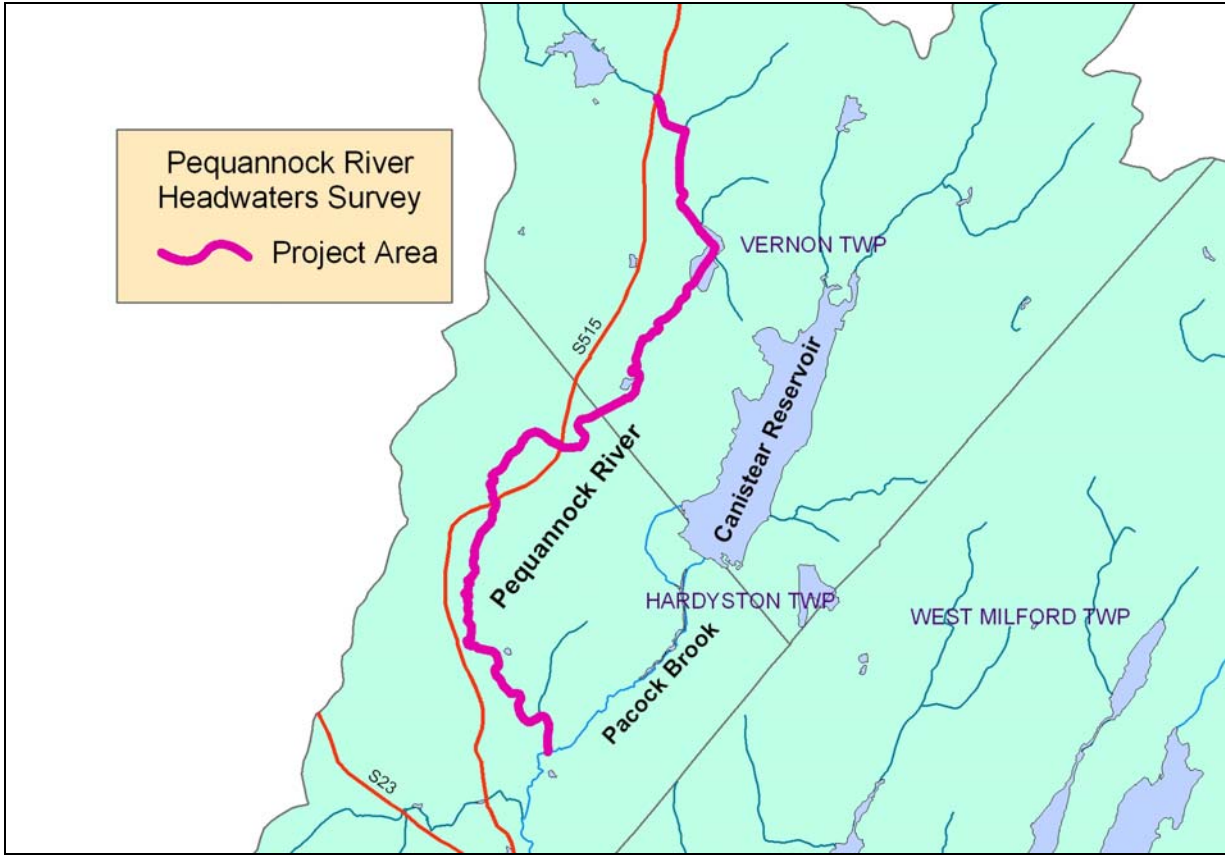 Pequannock River
Headwaters Survey
Project Area
VERNON TWP
S515
Canistear Reservoir
Pequannock River
HARDYSTON TWP
WEST MILFORD TWP
Pacock Brook
S23